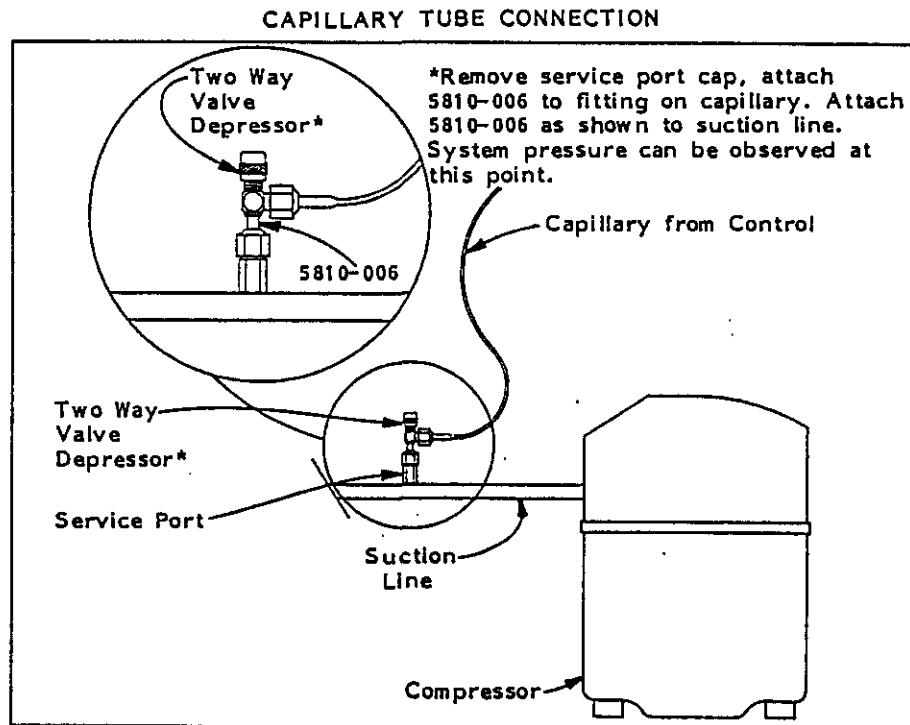 CAPILLARY TUBE CONNECTION
Two Way
Valve
Depressor*
*Remove service port cap, attach
5810-006 to fitting on capillary. Attach
5810-006 as shown to suction line.
System pressure can be observed at
this point.
5810-006
Capillary from Control
Two Way
Valve
Depressor*
Service Port
Suction
Line
Compressor